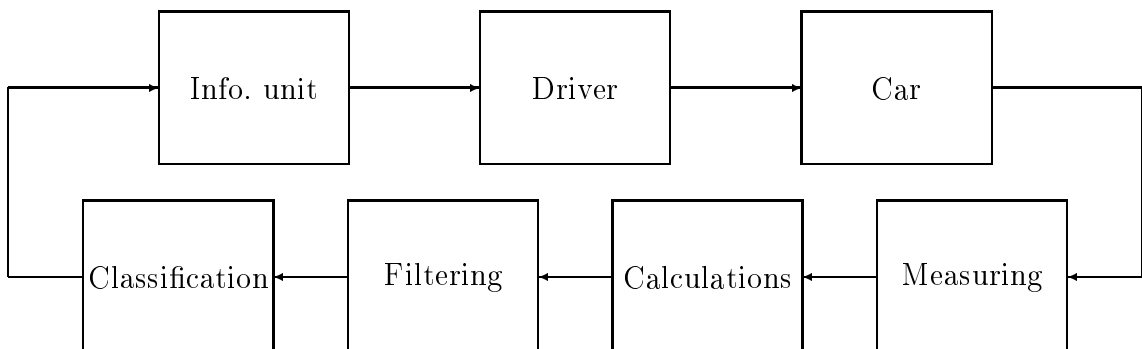 Info. unit Driver Car
Classification Filtering Calculations Measuring